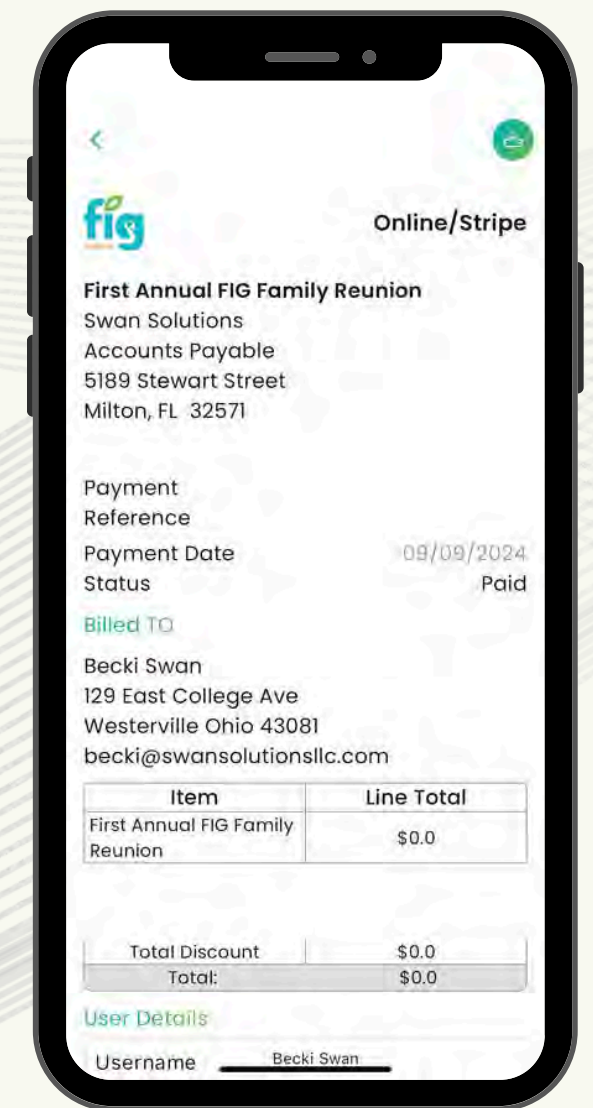 fig
Online/Stripe
First Annual FIG Family Reunion
Swan Solutions
Accounts Payable
5189 Stewart Street
Milton, FL 32571
Payment
Reference
Payment Date 09/09/2024
Status Paid
Billed TO
Becki Swan
129 East College Ave
Westerville Ohio 43081
becki@swansolutionsllc.com
Item Line Total
First Annual FIG Family
Reunion $0.0
Total Discount $0.0
Total: $0.0
User Details
Username Becki Swan